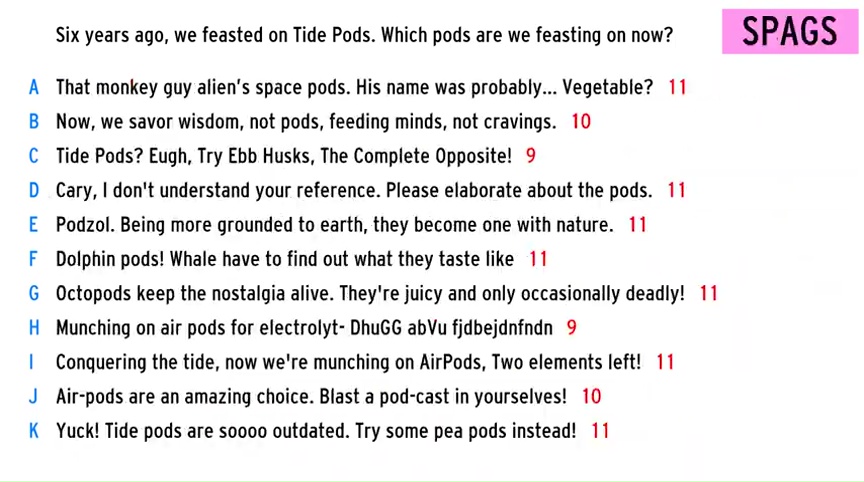 Six years ago, we feasted on Tide Pods. Which pods are we feasting on now?
SPAGS
A That monkey guy alien's space pods. His name was probably... Vegetable? 11
B Now, we savor wisdom, not pods, feeding minds, not cravings. 10
C Tide Pods? Eugh, Try Ebb Husks, The Complete Opposite! 9
D Cary, I don't understand your reference. Please elaborate about the pods. 11
E Podzol. Being more grounded to earth, they become one with nature. 11
F Dolphin pods! Whale have to find out what they taste like 11
G Octopods keep the nostalgia alive. They're juicy and only occasionally deadly! 11
H Munching on air pods for electrolyt- DhuGG abVu fjdbejdnfndn 9
I Conquering the tide, now we're munching on AirPods, Two elements left! 11
J Air-pods are an amazing choice. Blast a pod-cast in yourselves! 10
K Yuck! Tide pods are soooo outdated. Try some pea pods instead! 11